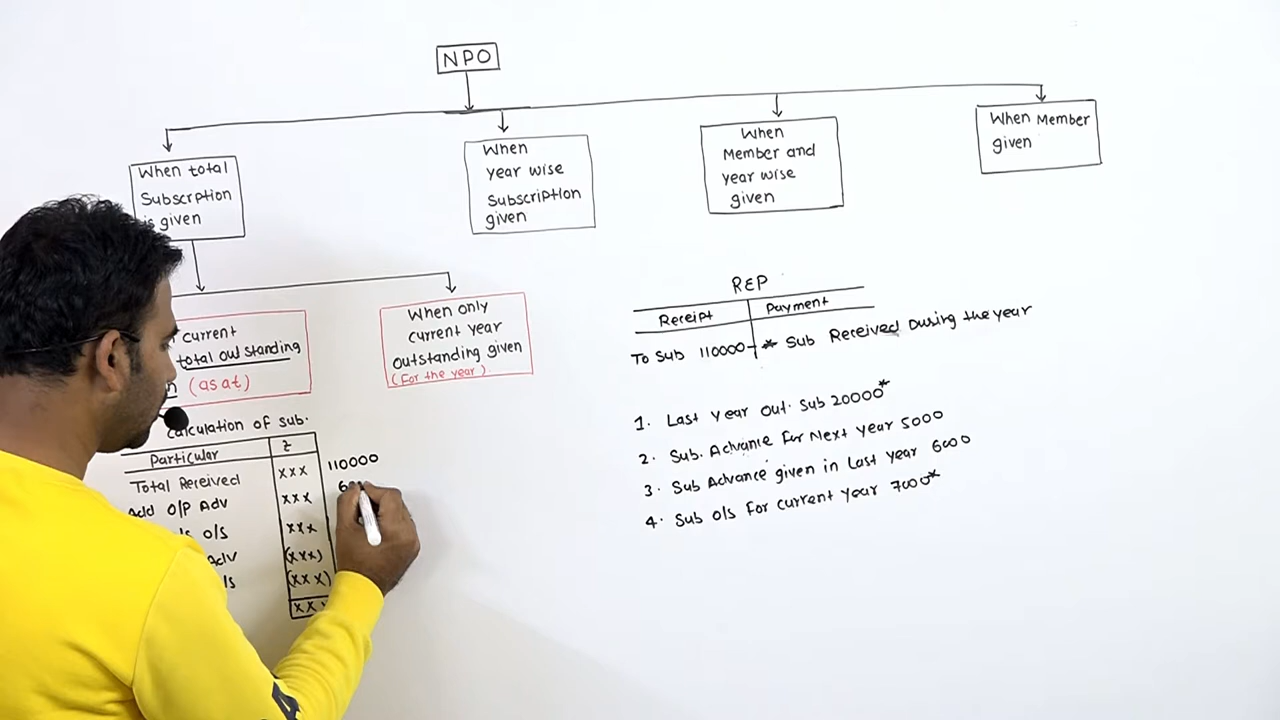 NPO
When total
Subscrption
is given
When
year wise
Subscription
given
When
Member and
year wise
given
When Member
given
current
total out standing
(as at)
When only
current year
outstanding given
(For the year)
R&P
Receipt
Payment
To Sub 110000
* Sub Received During the year
1. Last year out. Sub 20000*
2. Sub. Advance For Next year 5000
3. Sub Advance given in Last year 6000
4. Sub o/s For current year 7000*
calculation of sub.
Particular
₹
Total Received
xxx
110000
Add o/p Adv
xxx
o/s
xxx
Adv
(xxx)
(xxx)